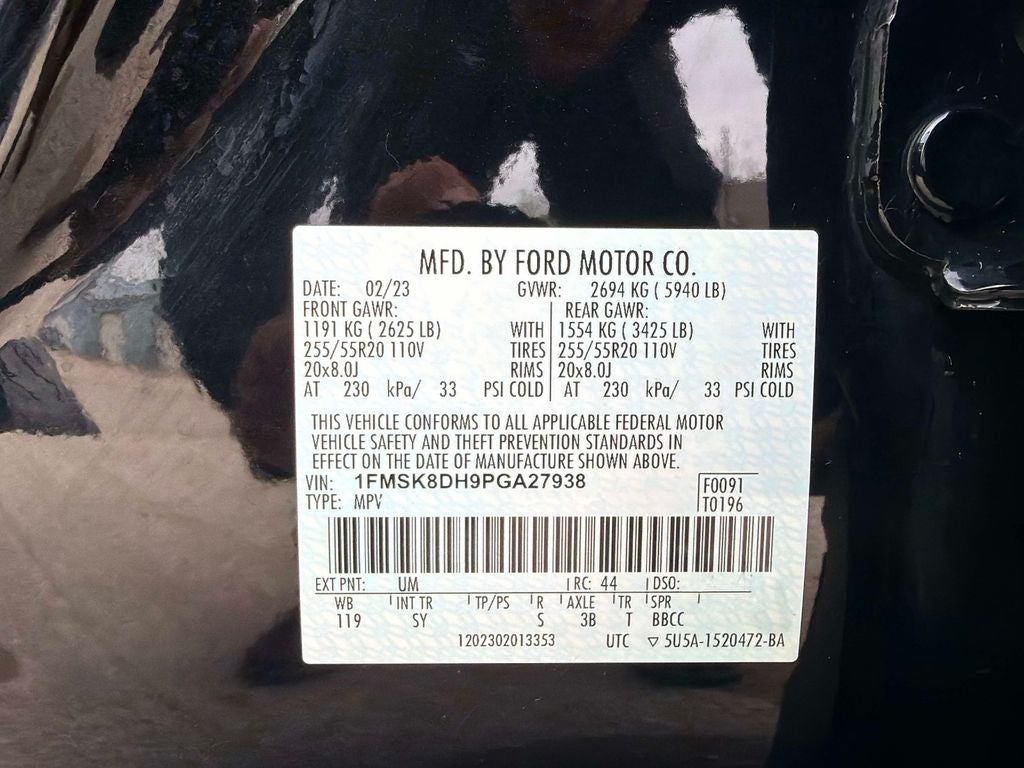 MFD. BY FORD MOTOR CO.
DATE: 02/23 GVWR: 2694 KG ( 5940 LB)
FRONT GAWR: REAR GAWR:
1191 KG ( 2625 LB) WITH 1554 KG ( 3425 LB) WITH
255/55R20 110V TIRES 255/55R20 110V TIRES
20x8.0J RIMS 20x8.0J RIMS
AT 230 kPa/ 33 PSI COLD AT 230 kPa/ 33 PSI COLD
THIS VEHICLE CONFORMS TO ALL APPLICABLE FEDERAL MOTOR
VEHICLE SAFETY AND THEFT PREVENTION STANDARDS IN
EFFECT ON THE DATE OF MANUFACTURE SHOWN ABOVE.
VIN: 1FMSK8DH9PGA27938 F0091
TYPE: MPV T0196
EXT PNT: UM RC: 44 DSO:
WB INT TR TP/PS R AXLE TR SPR
119 SY S 3B T BBCC
1202302013353 UTC ▽ 5U5A-1520472-BA